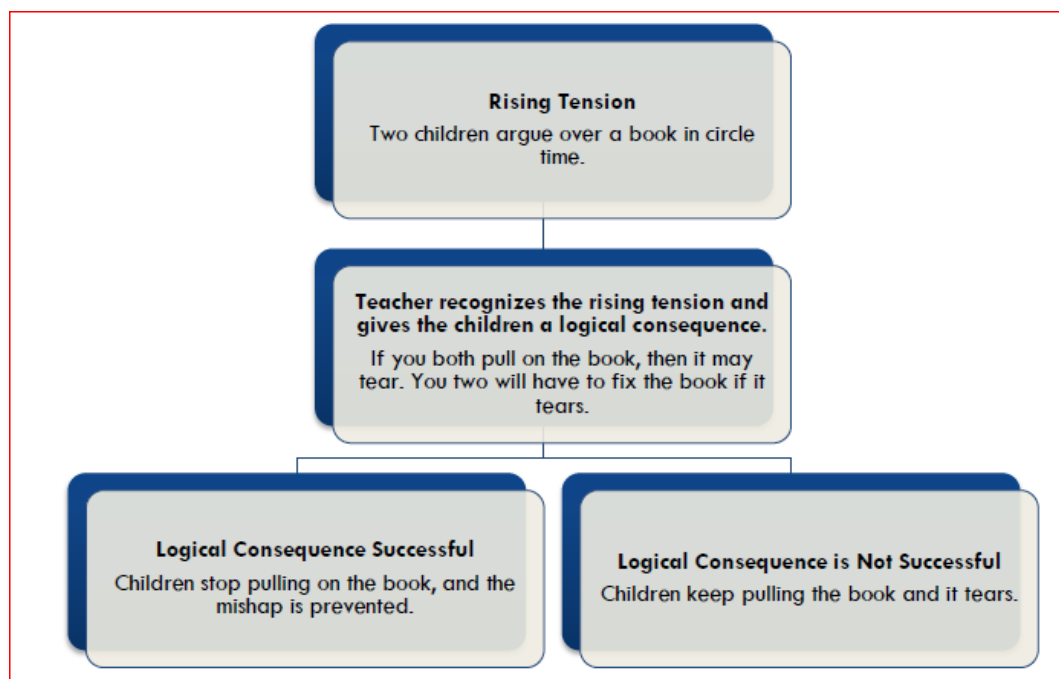 Rising Tension
Two children argue over a book in circle
time.
Teacher recognizes the rising tension and
gives the children a logical consequence.
If you both pull on the book, then it may
tear. You two will have to fix the book if it
tears.
Logical Consequence Successful
Children stop pulling on the book, and the
mishap is prevented.
Logical Consequence is Not Successful
Children keep pulling the book and it tears.